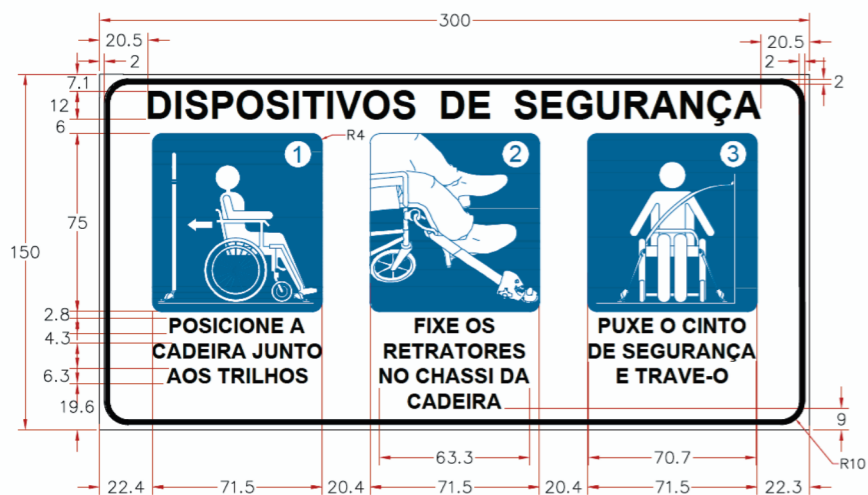 300
20.5
20.5
2
2
7.1
2
12
DISPOSITIVOS DE SEGURANÇA
6
R4
1
2
3
75
150
2.8
POSICIONE A
CADEIRA JUNTO
AOS TRILHOS
FIXE OS
RETRATORES
NO CHASSI DA
CADEIRA
PUXE O CINTO
DE SEGURANÇA
E TRAVE-O
4.3
6.3
19.6
9
63.3
70.7
R10
22.4
71.5
20.4
71.5
20.4
71.5
22.3